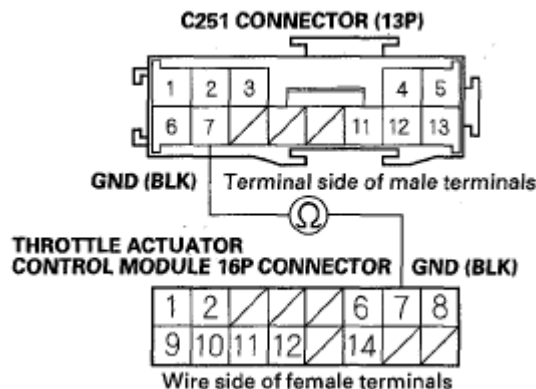 C251 CONNECTOR (13P)
1 2 3 4 5
6 7 11 12 13
GND (BLK) Terminal side of male terminals
Ω
THROTTLE ACTUATOR
CONTROL MODULE 16P CONNECTOR GND (BLK)
1 2 6 7 8
9 10 11 12 14
Wire side of female terminals